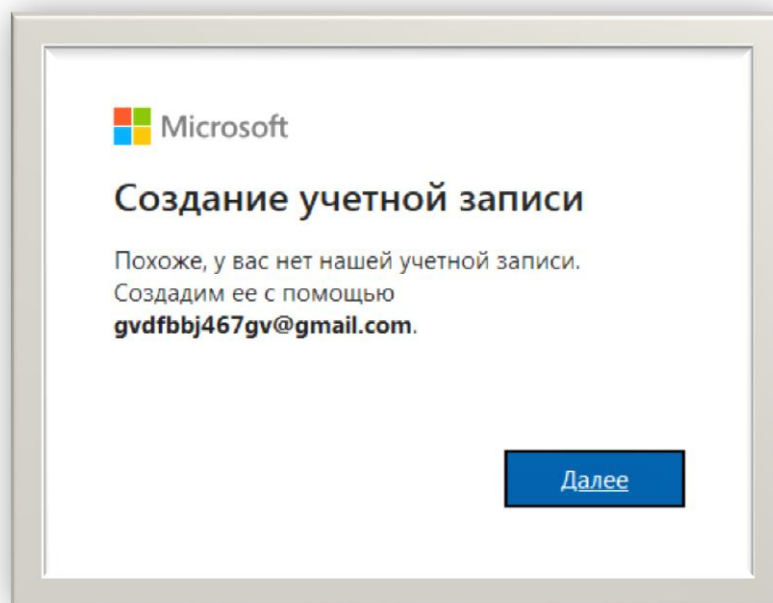 Microsoft
Создание учетной записи
Похоже, у вас нет нашей учетной записи.
Создадим ее с помощью
gvdfbbj467gv@gmail.com.
Далее